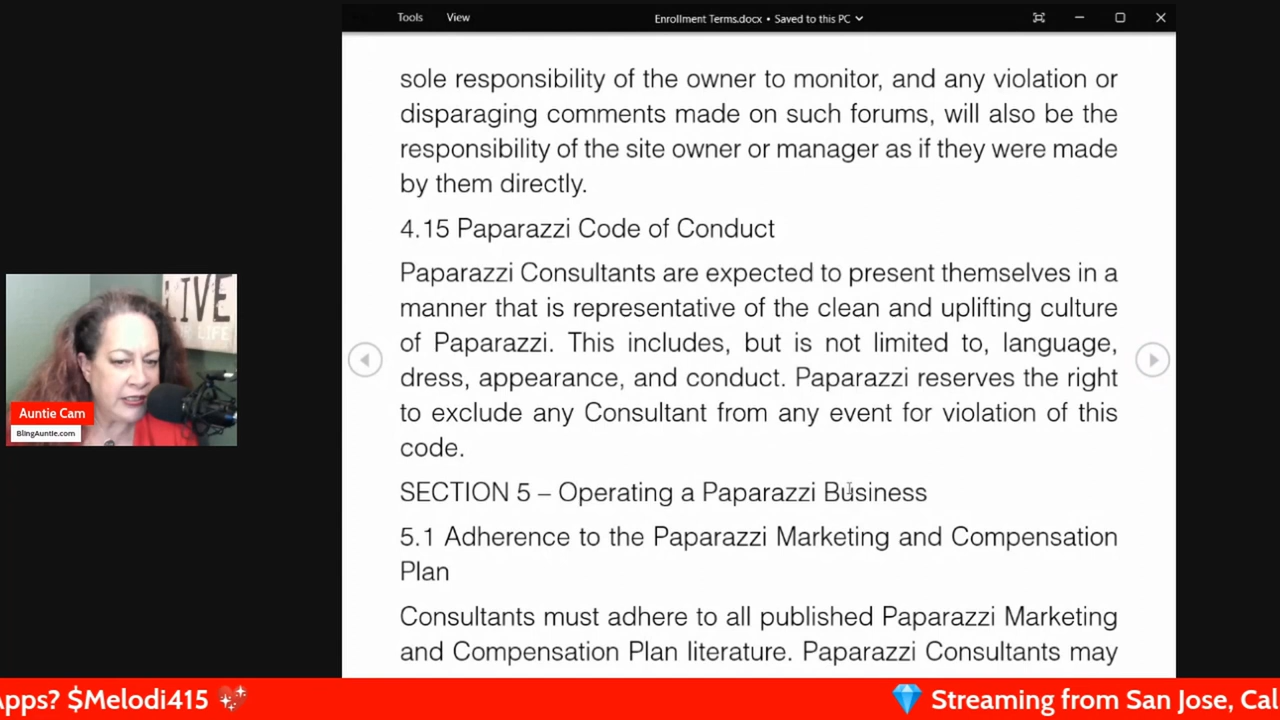 Tools View Enrollment Terms.docx • Saved to this PC
sole responsibility of the owner to monitor, and any violation or
disparaging comments made on such forums, will also be the
responsibility of the site owner or manager as if they were made
by them directly.
4.15 Paparazzi Code of Conduct
Paparazzi Consultants are expected to present themselves in a
manner that is representative of the clean and uplifting culture
of Paparazzi. This includes, but is not limited to, language,
dress, appearance, and conduct. Paparazzi reserves the right
to exclude any Consultant from any event for violation of this
code.
SECTION 5 – Operating a Paparazzi Business
5.1 Adherence to the Paparazzi Marketing and Compensation
Plan
Consultants must adhere to all published Paparazzi Marketing
and Compensation Plan literature. Paparazzi Consultants may
LIVE
OR LIFE
Auntie Cam
BlingAuntie.com
Apps? $Melodi415 💖 💎 Streaming from San Jose, Cal